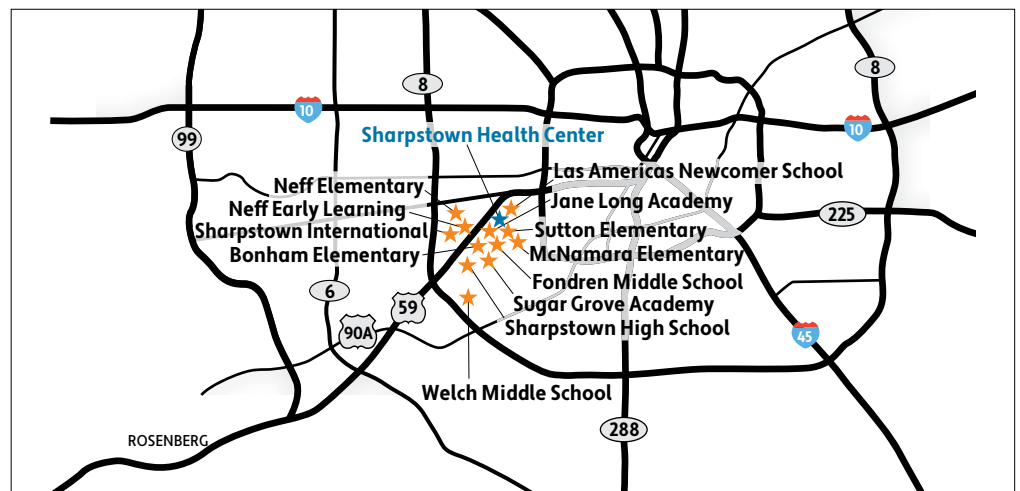 8
8
10
10
99
Sharpstown Health Center
Las Americas Newcomer School
Neff Elementary
Jane Long Academy
Neff Early Learning
225
Sharpstown International
Sutton Elementary
Bonham Elementary
McNamara Elementary
Fondren Middle School
6
59
Sugar Grove Academy
90A
Sharpstown High School
45
Welch Middle School
288
ROSENBERG